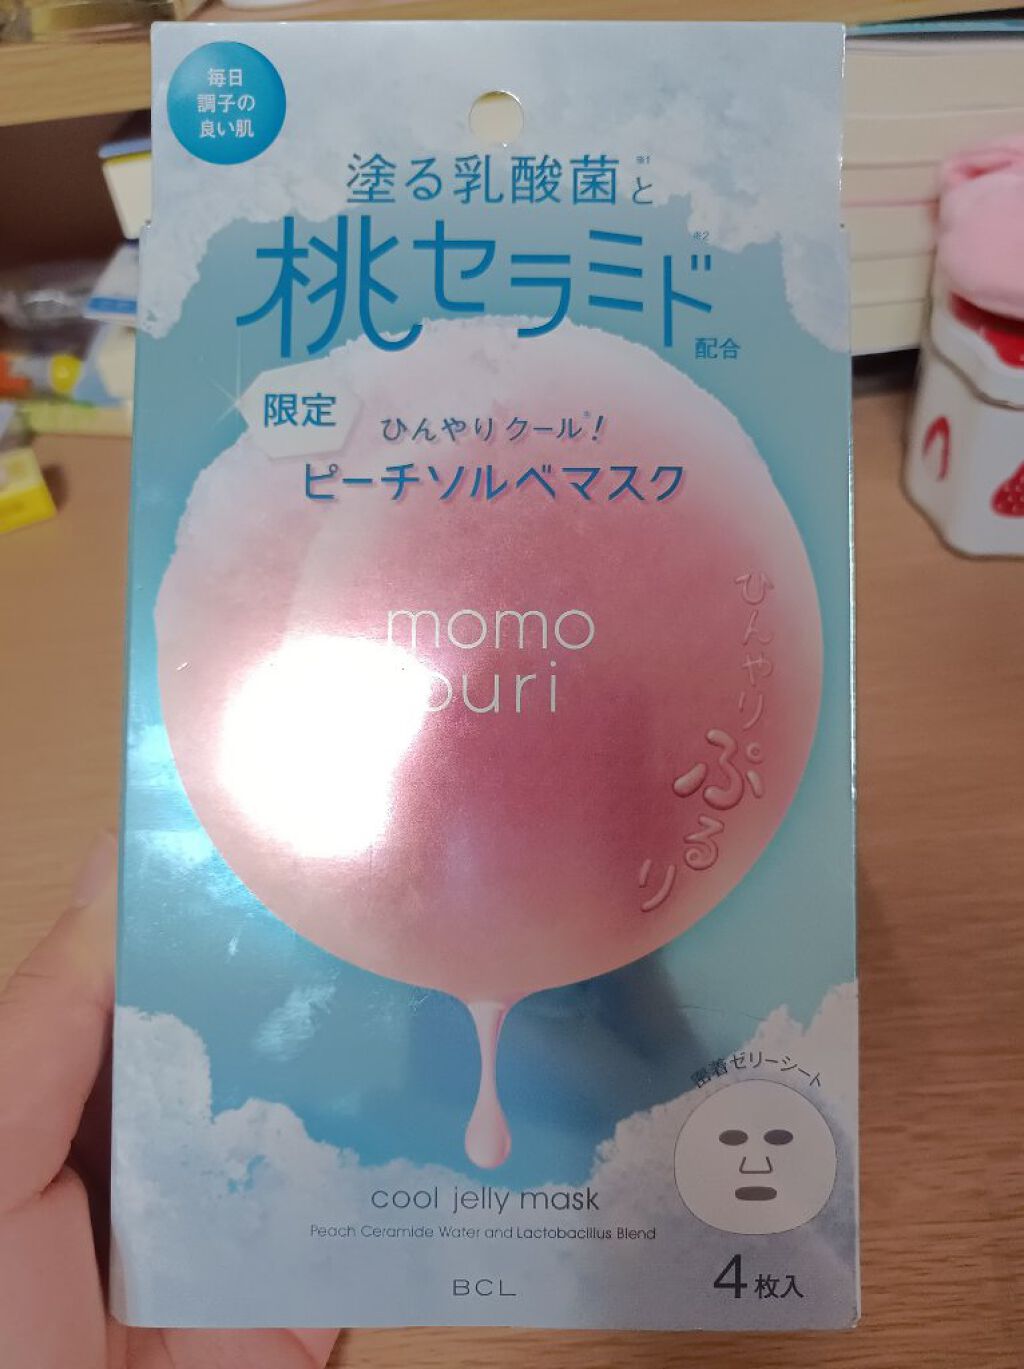 毎日
調子の
良い肌
塗る乳酸菌※1と
桃セラミド※2
配合
限定
ひんやりクール※!
ピーチソルベマスク
momo
puri
ひんやり
ぷるり
密着ゼリーシート
cool jelly mask
Peach Ceramide Water and Lactobacillus Blend
BCL
4枚入